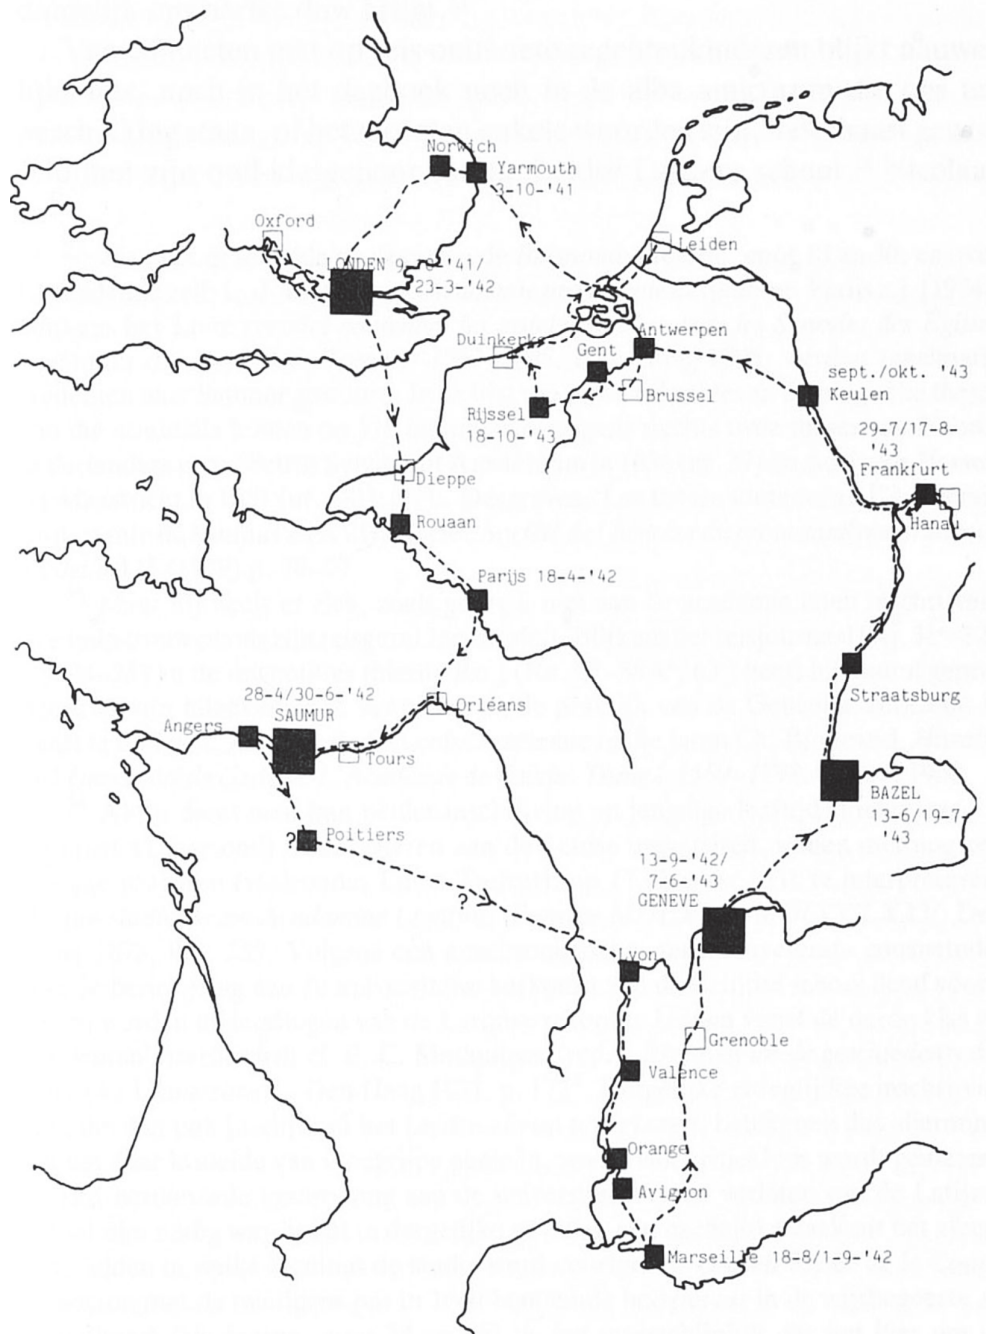 Norwich
Yarmouth
3-10-'41
Oxford
Leiden
LONDEN 9
8
'41/
23-3-'42
Duinkerke
Antwerpen
Gent
sept./okt. '43
Keulen
Brussel
Rijssel
18-10-'43
29-7/17-8-
'43
Frankfurt
Dieppe
Hanau
Rouaan
Parijs 18-4-'42
28-4/30-6-'42
Orléans
Straatsburg
Angers
SAUMUR
Tours
BAZEL
13-6/19-7-
'43
? Poitiers
13-9-'42/
7-6-'43
GENEVE
?
Lyon
Grenoble
Valence
Orange
Avignon
Marseille 18-8/1-9-'42